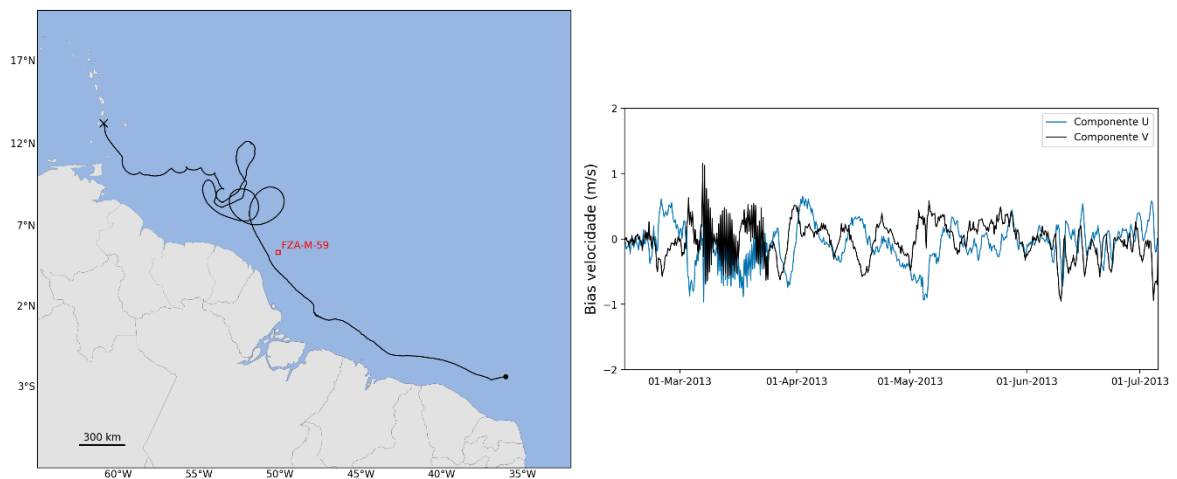 17°N
12°N
7°N
2°N
3°S
FZA-M-59
300 km
60°W 55°W 50°W 45°W 40°W 35°W
Bias velocidade (m/s)
2
1
0
−1
−2
Componente U
Componente V
01-Mar-2013 01-Apr-2013 01-May-2013 01-Jun-2013 01-Jul-2013